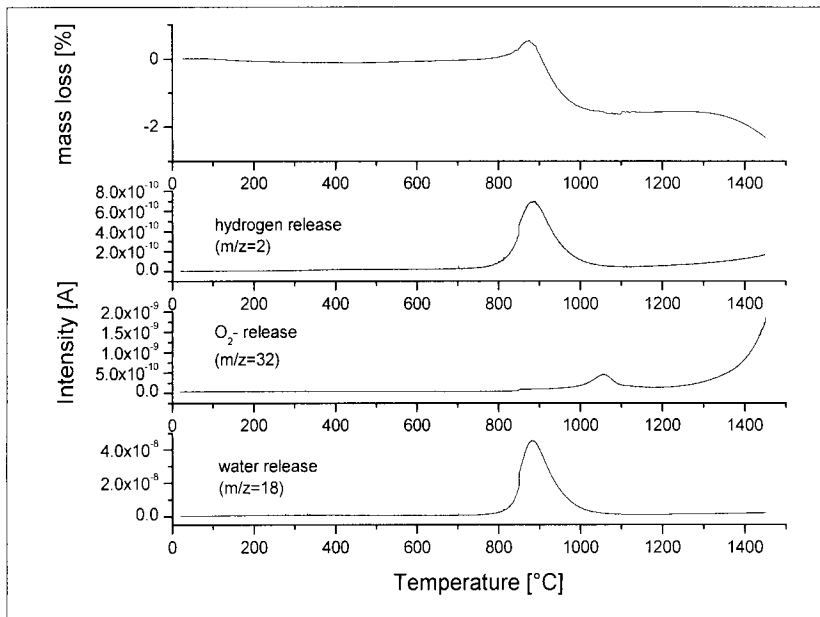 mass loss [%]
0
-2
0 200 400 600 800 1000 1200 1400
Intensity [A]
8.0x10⁻¹⁰
6.0x10⁻¹⁰
4.0x10⁻¹⁰
2.0x10⁻¹⁰
0.0
hydrogen release
(m/z=2)
0 200 400 600 800 1000 1200 1400
2.0x10⁻⁹
1.5x10⁻⁹
1.0x10⁻⁹
5.0x10⁻¹⁰
0.0
O₂- release
(m/z=32)
0 200 400 600 800 1000 1200 1400
4.0x10⁻⁸
2.0x10⁻⁸
0.0
water release
(m/z=18)
0 200 400 600 800 1000 1200 1400
Temperature [°C]